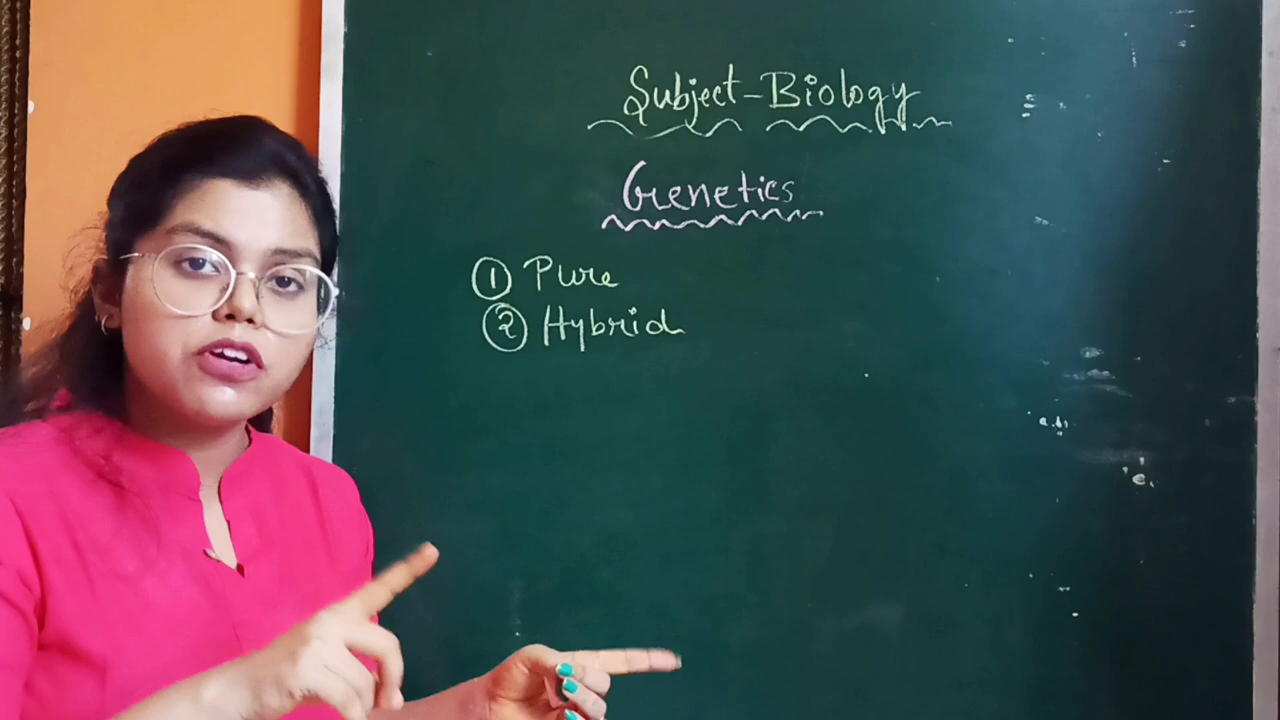 Subject-Biology
Genetics
① Pure
② Hybrid